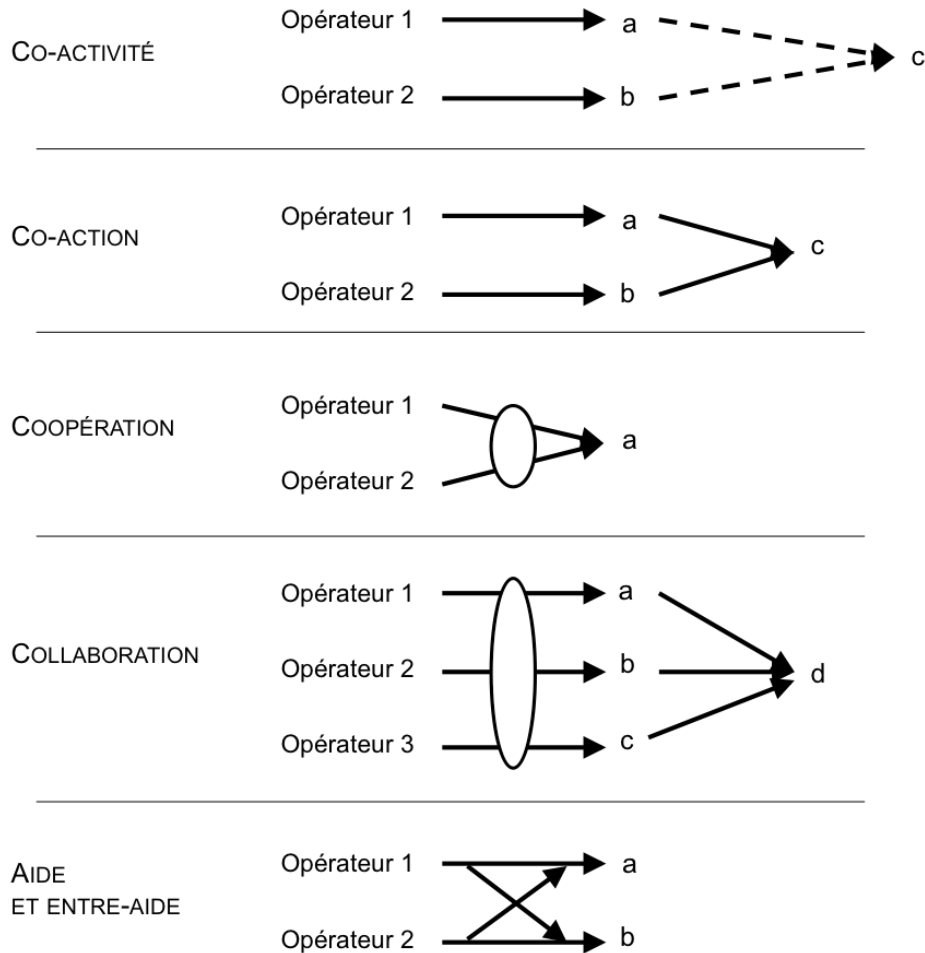 Opérateur 1 a
CO-ACTIVITÉ c
Opérateur 2 b
Opérateur 1 a
CO-ACTION c
Opérateur 2 b
Opérateur 1
COOPÉRATION a
Opérateur 2
Opérateur 1 a
COLLABORATION Opérateur 2 b d
Opérateur 3 c
Opérateur 1 a
AIDE
ET ENTRE-AIDE
Opérateur 2 b